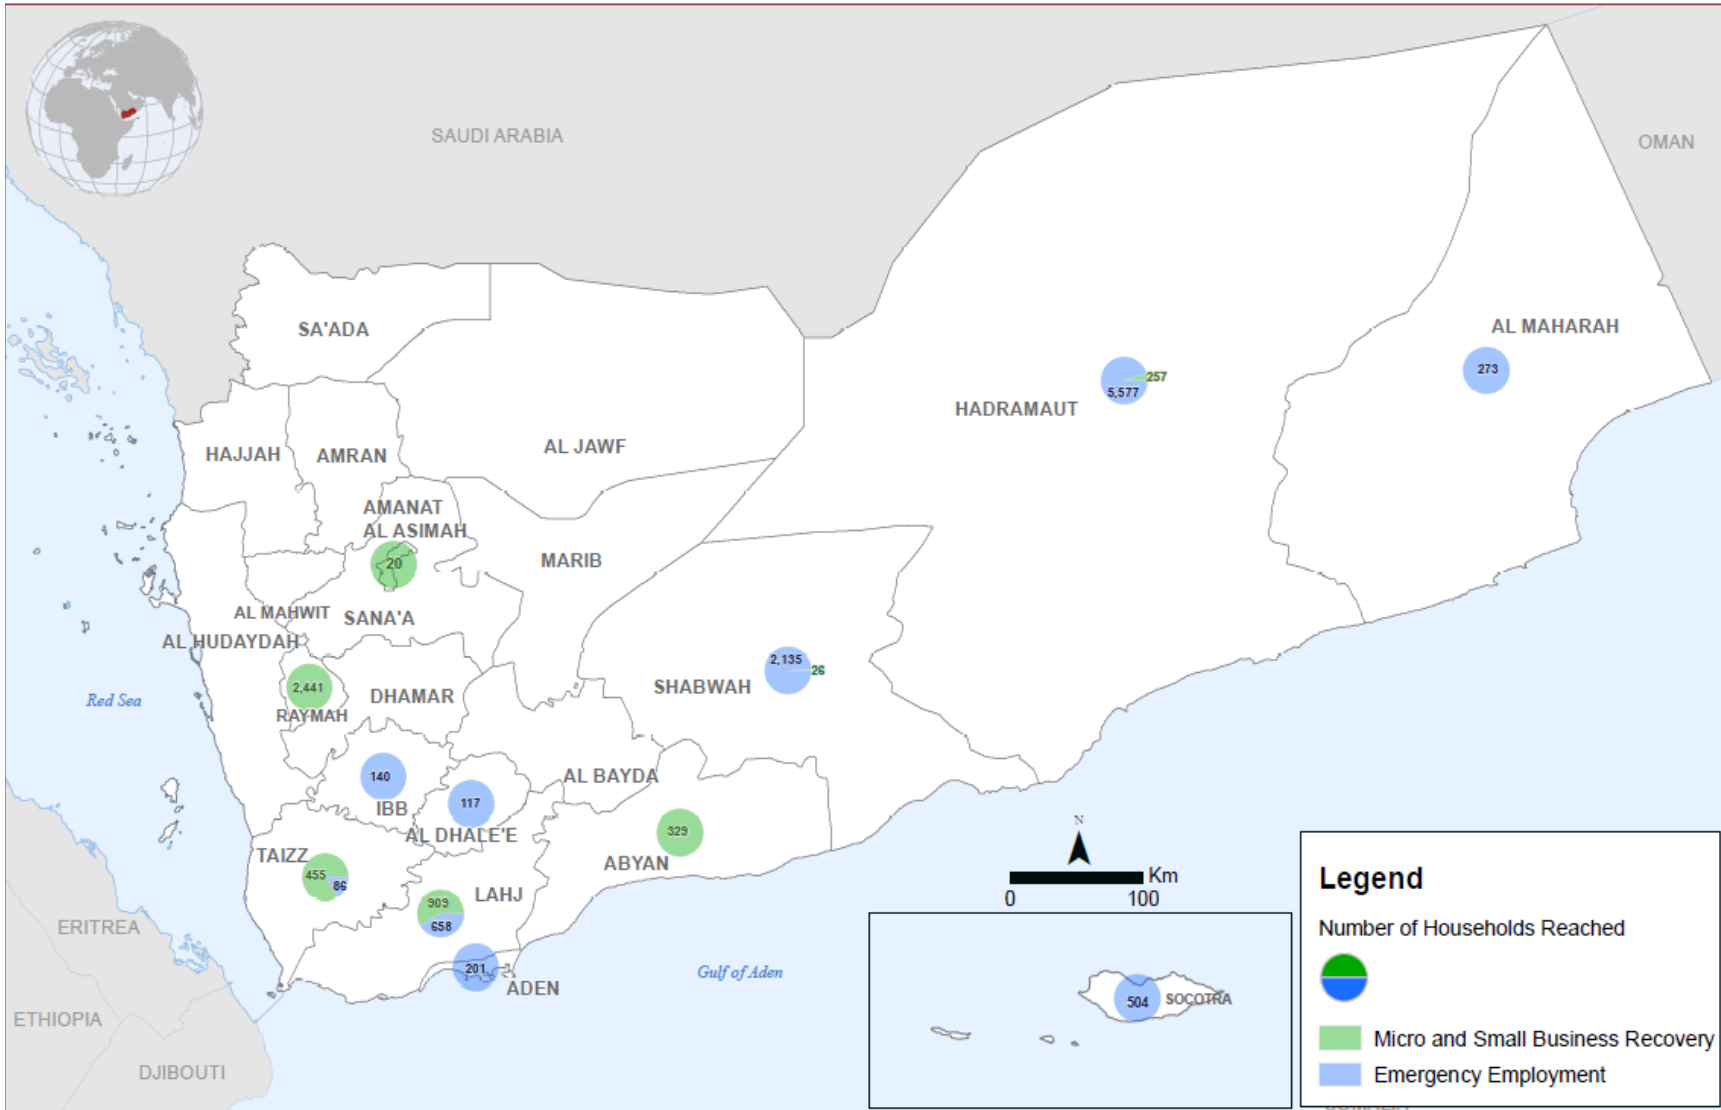 SAUDI ARABIA
OMAN
SA'ADA
AL MAHARAH
273
257
5,577
HADRAMAUT
HAJJAH
AMRAN
AL JAWF
AMANAT
AL ASIMAH
20
MARIB
AL MAHWIT
SANA'A
AL HUDAYDAH
2,135
26
SHABWAH
2,441
RAYMAH
DHAMAR
Red Sea
140
IBB
117
AL DHALE'E
AL BAYDA
329
ABYAN
TAIZZ
455
86
LAHJ
909
658
201
ADEN
Gulf of Aden
N
Km
0
100
504
SOCOTRA
ERITREA
ETHIOPIA
DJIBOUTI
Legend
Number of Households Reached
Micro and Small Business Recovery
Emergency Employment